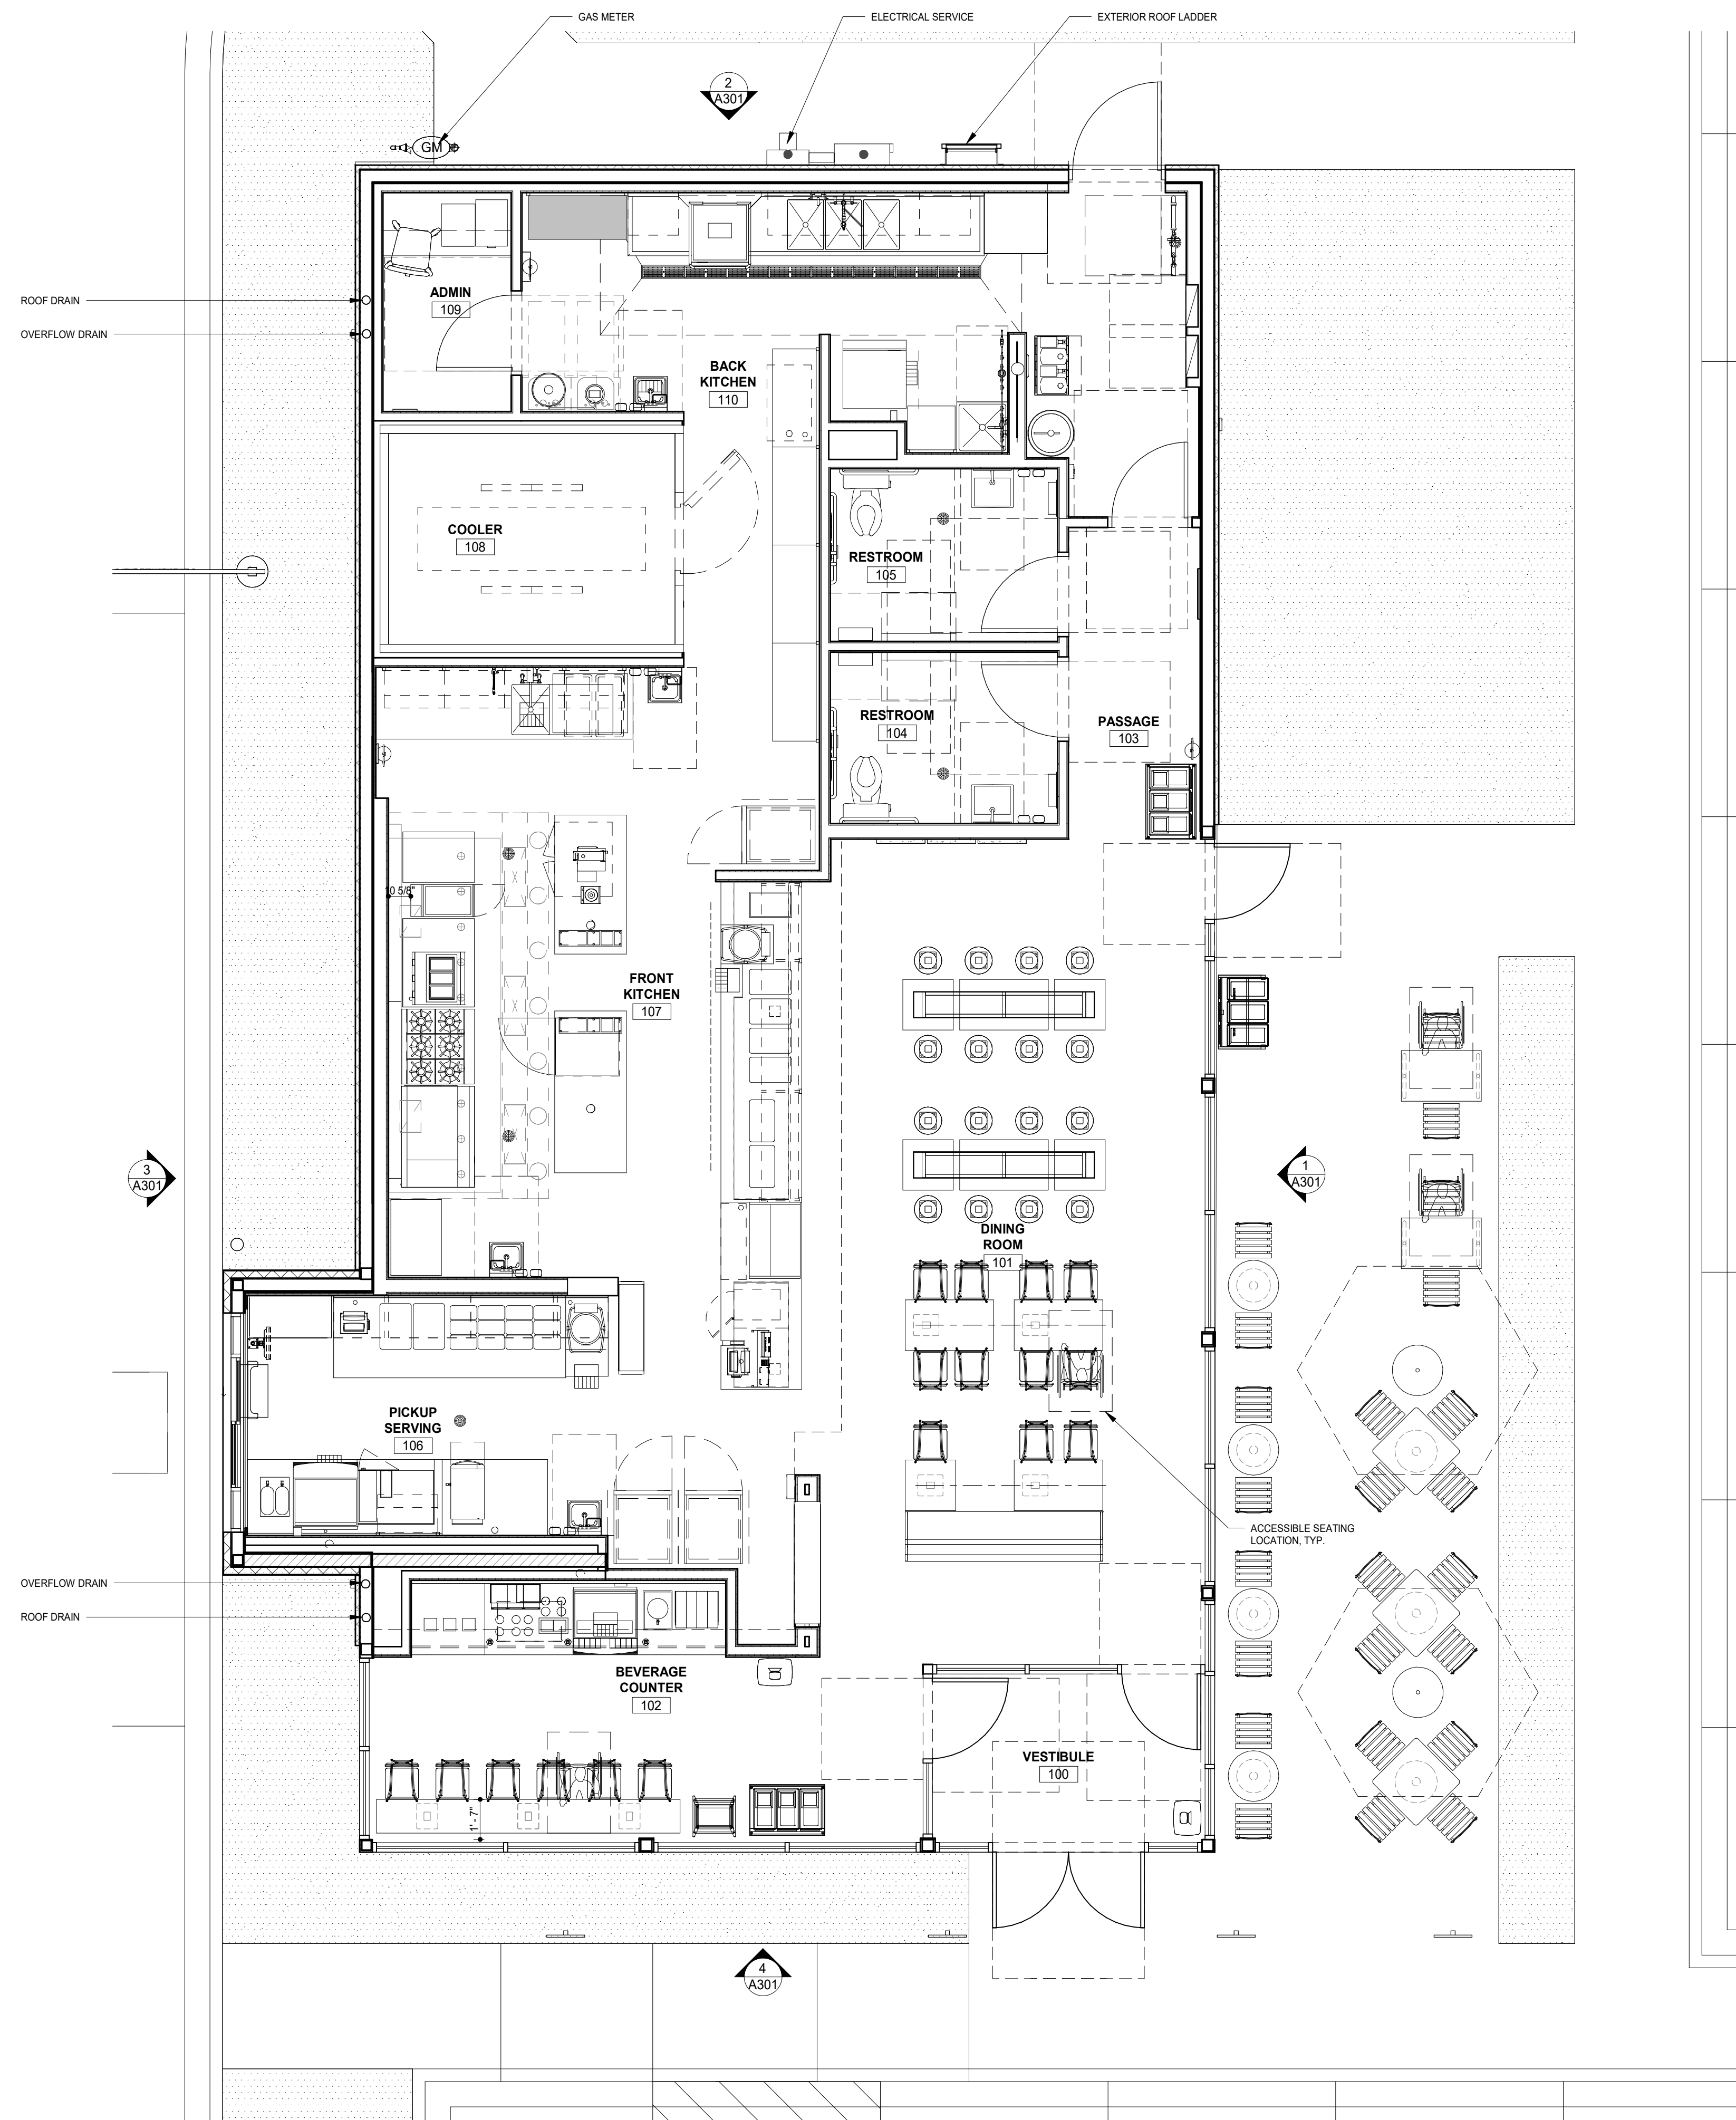 GAS METER
ELECTRICAL SERVICE
EXTERIOR ROOF LADDER
2
A301
GM
ROOF DRAIN
OVERFLOW DRAIN
ADMIN
109
BACK
KITCHEN
110
COOLER
108
RESTROOM
105
RESTROOM
104
PASSAGE
103
10 5/8"
FRONT
KITCHEN
107
3
A301
1
A301
DINING
ROOM
101
PICKUP
SERVING
106
ACCESSIBLE SEATING
LOCATION, TYP.
OVERFLOW DRAIN
ROOF DRAIN
BEVERAGE
COUNTER
102
VESTIBULE
100
1' - 7"
4
A301